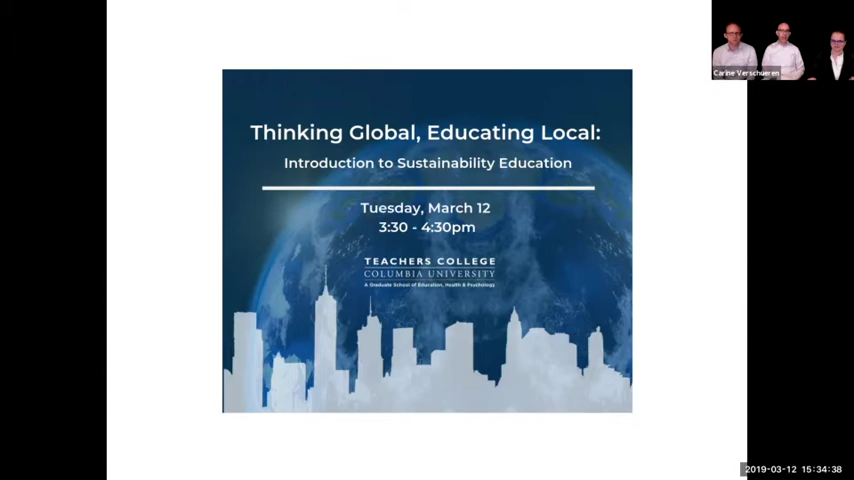 Thinking Global, Educating Local:
Introduction to Sustainability Education
Tuesday, March 12
3:30 - 4:30pm
TEACHERS COLLEGE
COLUMBIA UNIVERSITY
A Graduate School of Education, Health & Psychology
Carine Verschueren
2019-03-12 15:34:38